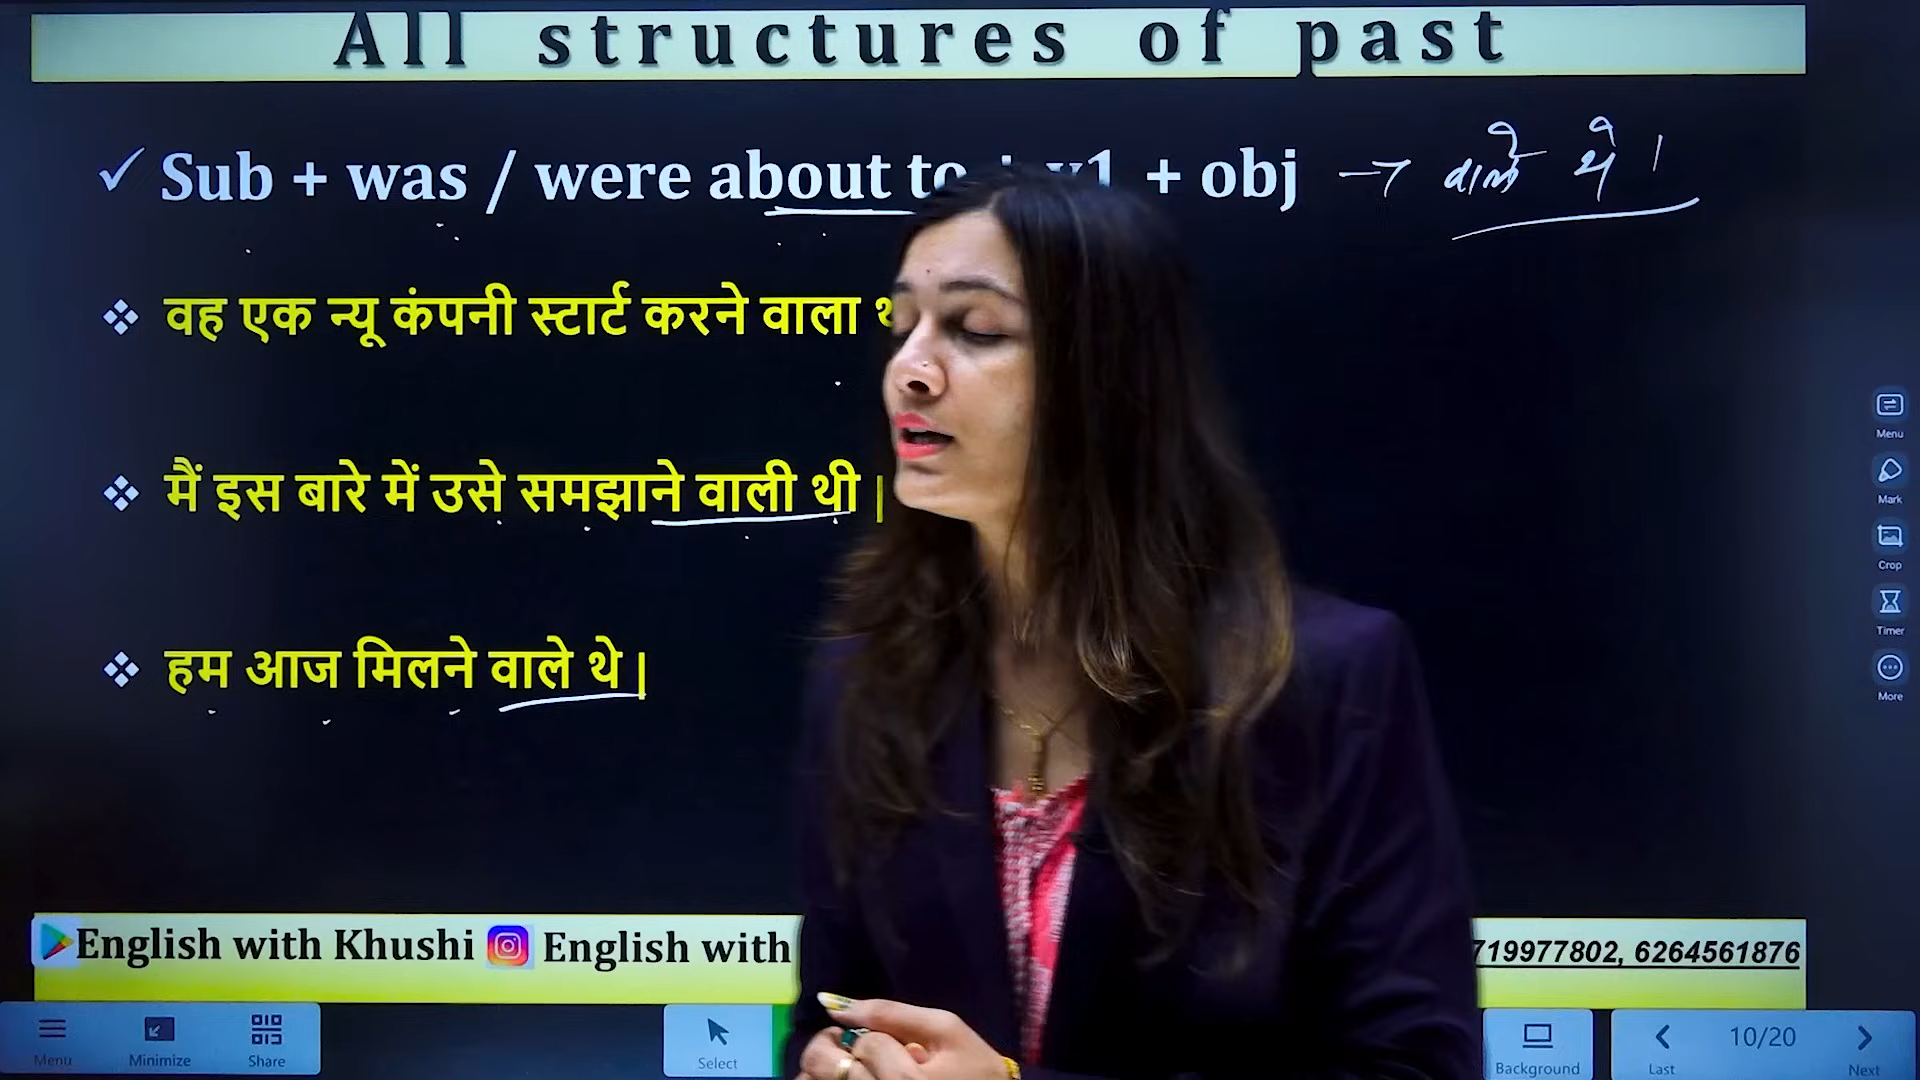 All structures of past
✓ Sub + was / were about to + v1 + obj → वाले थे।
❖ वह एक न्यू कंपनी स्टार्ट करने वाला
❖ मैं इस बारे में उसे समझाने वाली थी |
❖ हम आज मिलने वाले थे |
English with Khushi English with 719977802, 6264561876
Menu
Mark
Crop
Timer
More
Menu Minimize Share Select Background Last 10/20 Next